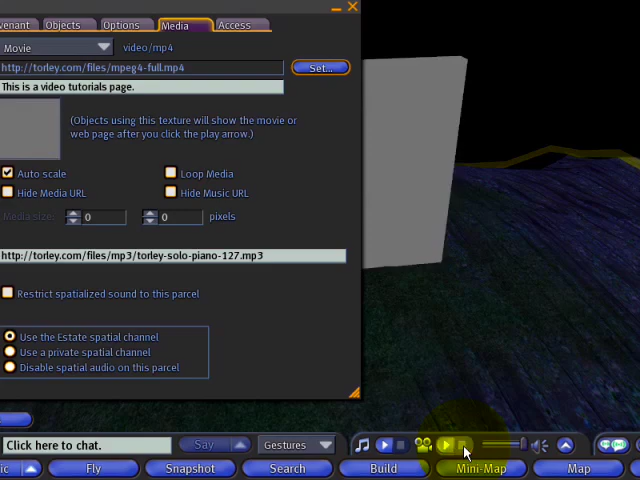 venant Objects Options Media Access
Movie video/mp4
http://torley.com/files/mpeg4-full.mp4 Set...
This is a video tutorials page.
(Objects using this texture will show the movie or
web page after you click the play arrow.)
Auto scale Loop Media
Hide Media URL Hide Music URL
Media size: 0 0 pixels
http://torley.com/files/mp3/torley-solo-piano-127.mp3
Restrict spatialized sound to this parcel
Use the Estate spatial channel
Use a private spatial channel
Disable spatial audio on this parcel
Click here to chat. Say Gestures
ic Fly Snapshot Search Build Mini-Map Map